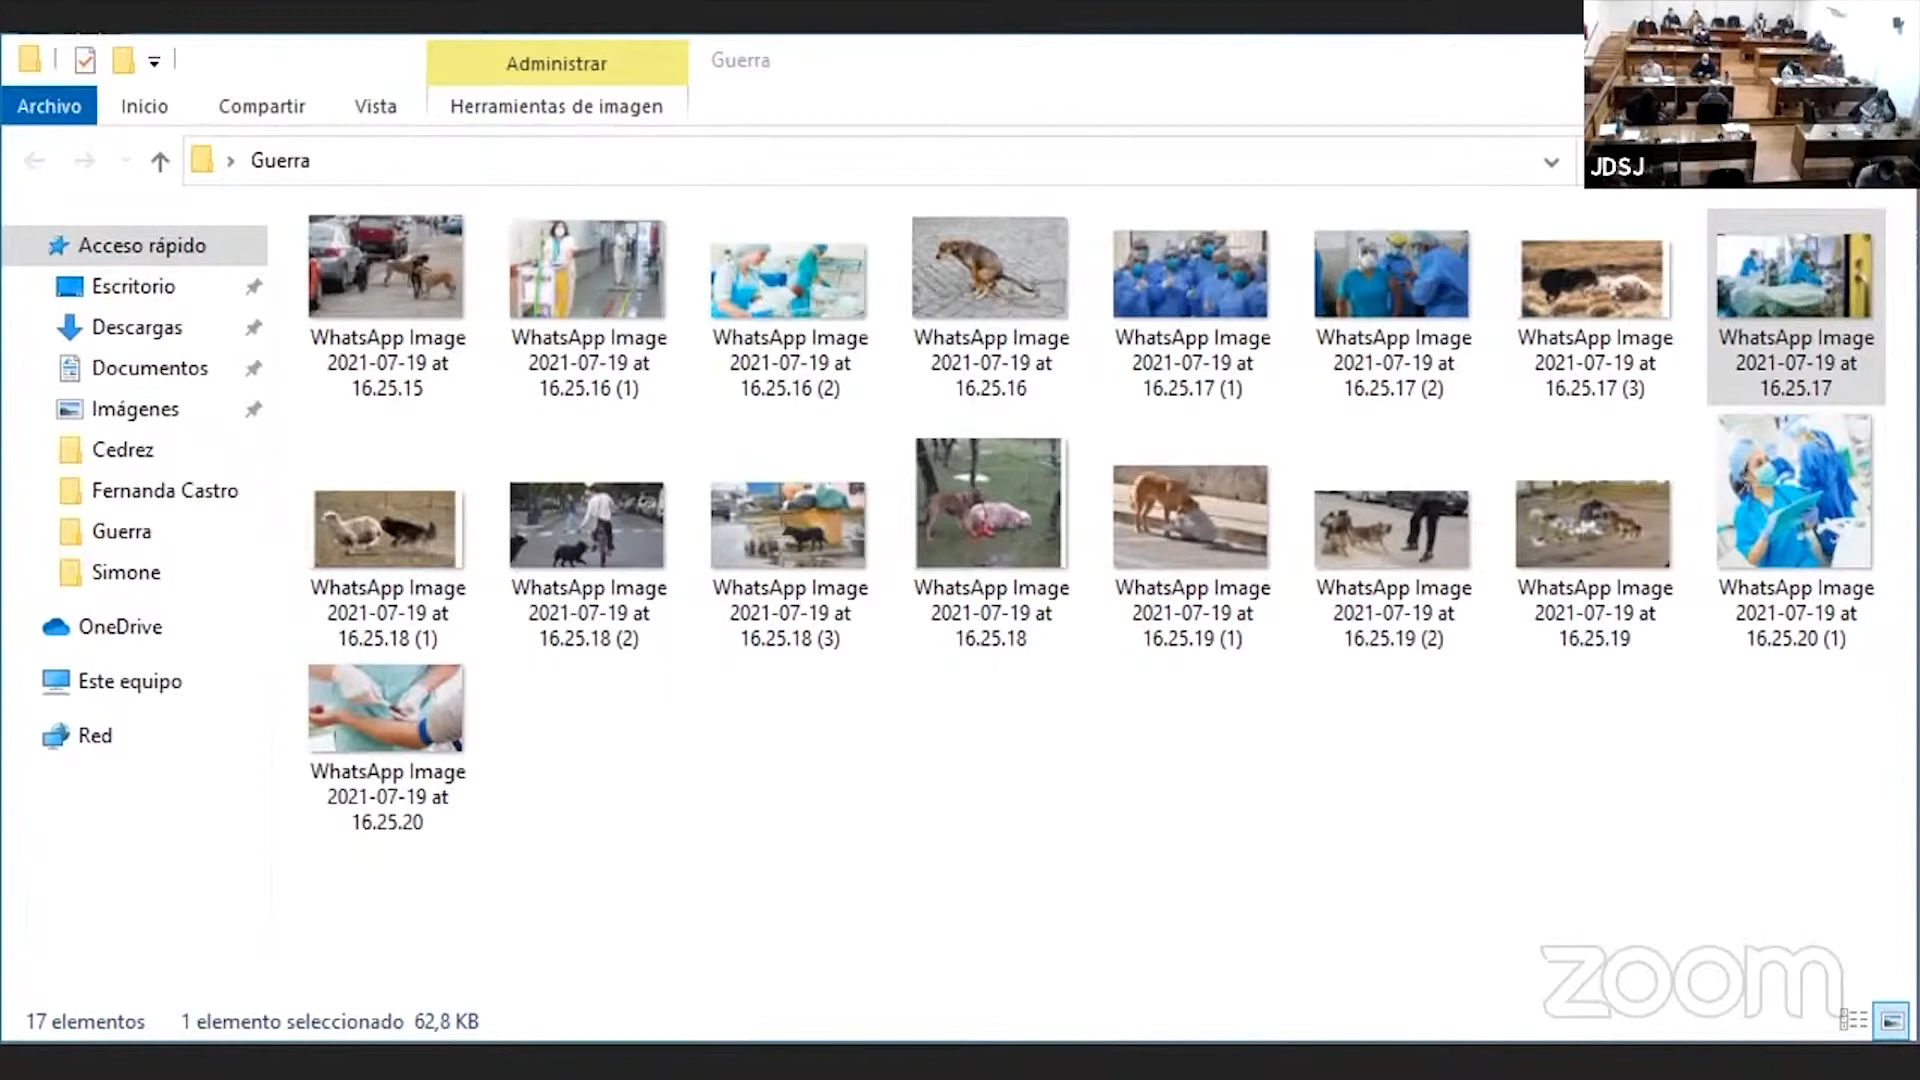 Administrar
Guerra
Archivo
Inicio
Compartir
Vista
Herramientas de imagen
Guerra
JDSJ
Acceso rápido
Escritorio
Descargas
Documentos
Imágenes
Cedrez
Fernanda Castro
Guerra
Simone
OneDrive
Este equipo
Red
WhatsApp Image
2021-07-19 at
16.25.15
WhatsApp Image
2021-07-19 at
16.25.16 (1)
WhatsApp Image
2021-07-19 at
16.25.16 (2)
WhatsApp Image
2021-07-19 at
16.25.16
WhatsApp Image
2021-07-19 at
16.25.17 (1)
WhatsApp Image
2021-07-19 at
16.25.17 (2)
WhatsApp Image
2021-07-19 at
16.25.17 (3)
WhatsApp Image
2021-07-19 at
16.25.17
WhatsApp Image
2021-07-19 at
16.25.18 (1)
WhatsApp Image
2021-07-19 at
16.25.18 (2)
WhatsApp Image
2021-07-19 at
16.25.18 (3)
WhatsApp Image
2021-07-19 at
16.25.18
WhatsApp Image
2021-07-19 at
16.25.19 (1)
WhatsApp Image
2021-07-19 at
16.25.19 (2)
WhatsApp Image
2021-07-19 at
16.25.19
WhatsApp Image
2021-07-19 at
16.25.20 (1)
WhatsApp Image
2021-07-19 at
16.25.20
zoom
17 elementos
1 elemento seleccionado 62,8 KB